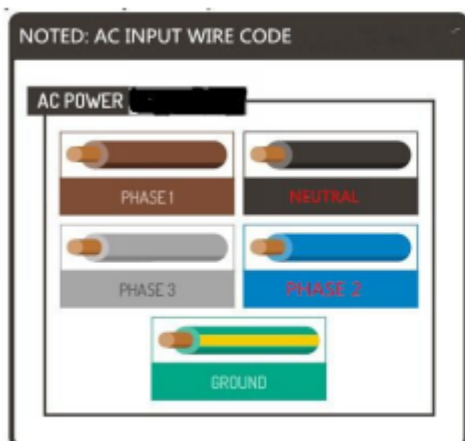 NOTED: AC INPUT WIRE CODE
AC POWER
PHASE 1
NEUTRAL
PHASE 3
PHASE 2
GROUND